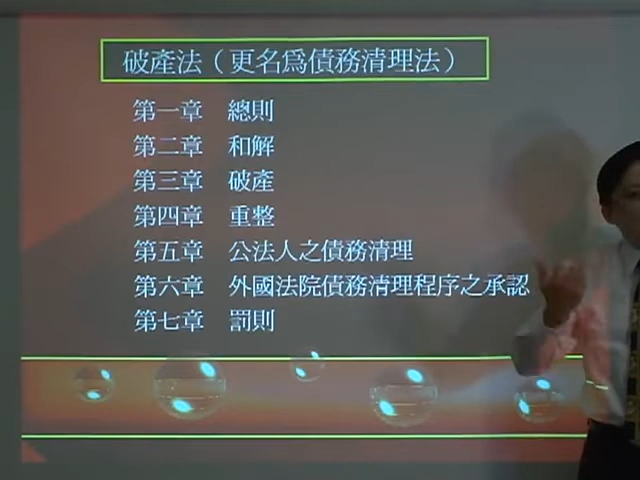 破產法（更名為債務清理法）
第一章 總則
第二章 和解
第三章 破產
第四章 重整
第五章 公法人之債務清理
第六章 外國法院債務清理程序之承認
第七章 罰則